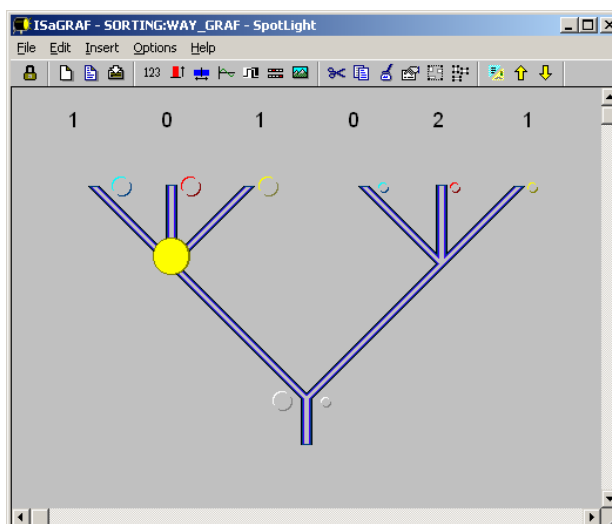 ISaGRAF - SORTING:WAY_GRAF - SpotLight
File Edit Insert Options Help
123
1 0 1 0 2 1